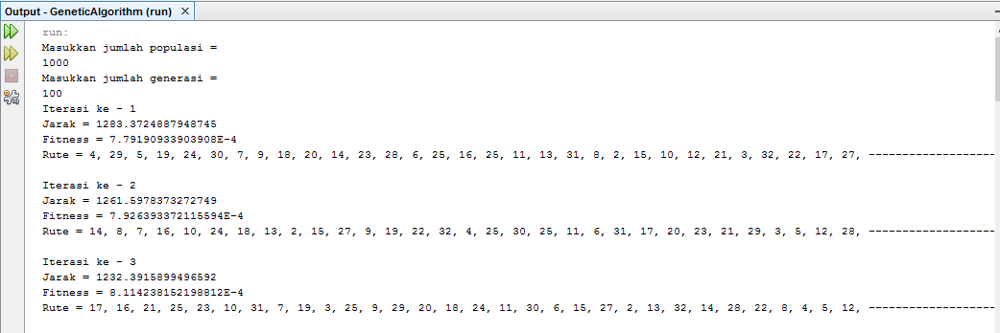 Output - GeneticAlgorithm (run)
run:
Masukkan jumlah populasi =
1000
Masukkan jumlah generasi =
100
Iterasi ke - 1
Jarak = 1283.3724887948745
Fitness = 7.79190933903908E-4
Rute = 4, 29, 5, 19, 24, 30, 7, 9, 18, 20, 14, 23, 28, 6, 25, 16, 25, 11, 13, 31, 8, 2, 15, 10, 12, 21, 3, 32, 22, 17, 27, -------------------
Iterasi ke - 2
Jarak = 1261.5978373272749
Fitness = 7.926393372115594E-4
Rute = 14, 8, 7, 16, 10, 24, 18, 13, 2, 15, 27, 9, 19, 22, 32, 4, 25, 30, 25, 11, 6, 31, 17, 20, 23, 21, 29, 3, 5, 12, 28, -------------------
Iterasi ke - 3
Jarak = 1232.3915899496592
Fitness = 8.114238152198812E-4
Rute = 17, 16, 21, 25, 23, 10, 31, 7, 19, 3, 25, 9, 29, 20, 18, 24, 11, 30, 6, 15, 27, 2, 13, 32, 14, 28, 22, 8, 4, 5, 12, -------------------